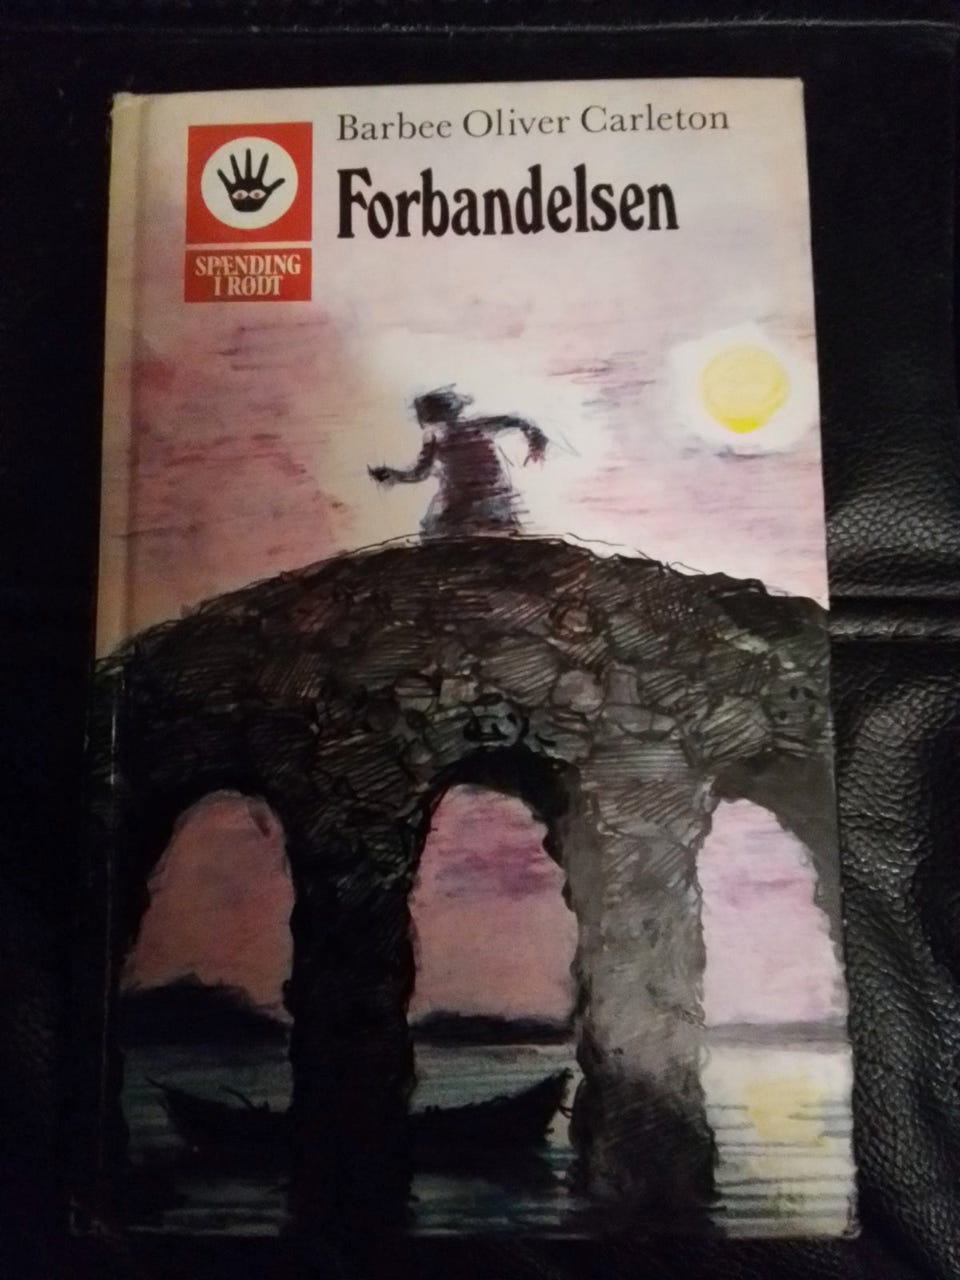 Barbee Oliver Carleton
Forbandelsen
SPÆNDING
I RØDT